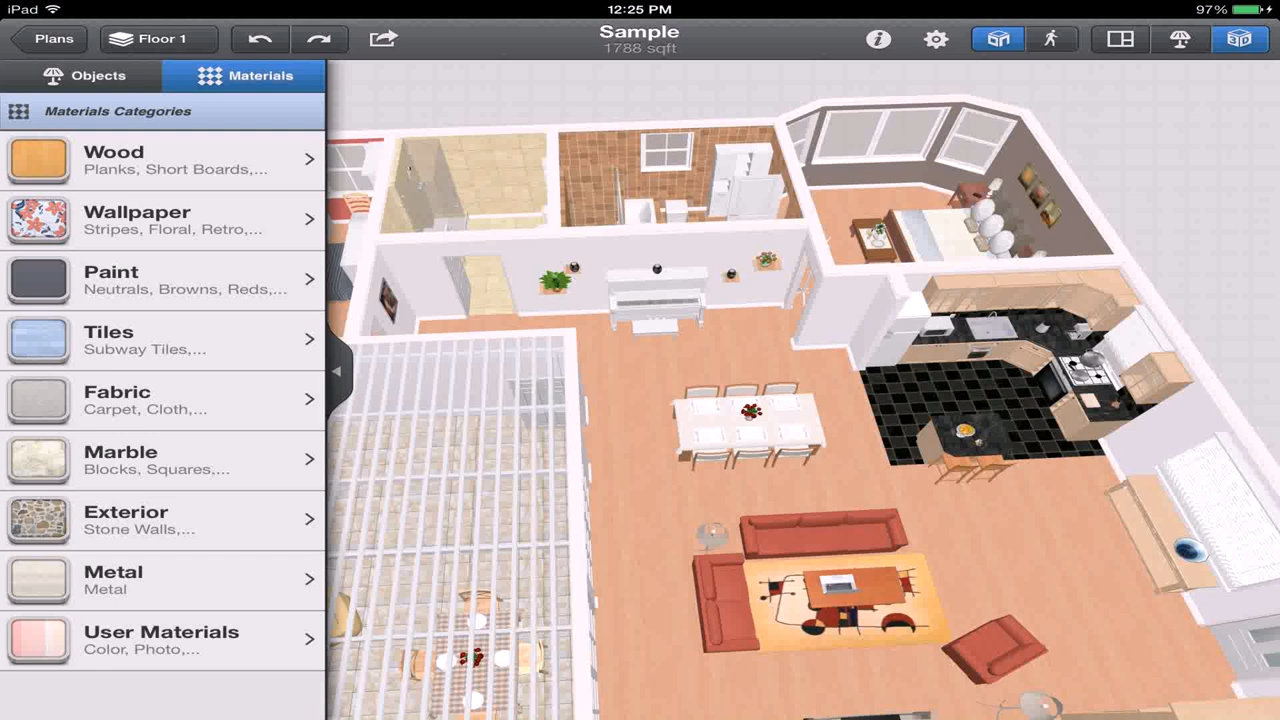 iPad
12:25 PM
97%
Plans
Floor 1
Sample
1788 sqft
3D
Objects
Materials
Materials Categories
Wood
Planks, Short Boards,...
Wallpaper
Stripes, Floral, Retro,...
Paint
Neutrals, Browns, Reds,...
Tiles
Subway Tiles,...
Fabric
Carpet, Cloth,...
Marble
Blocks, Squares,...
Exterior
Stone Walls,...
Metal
Metal
User Materials
Color, Photo,...